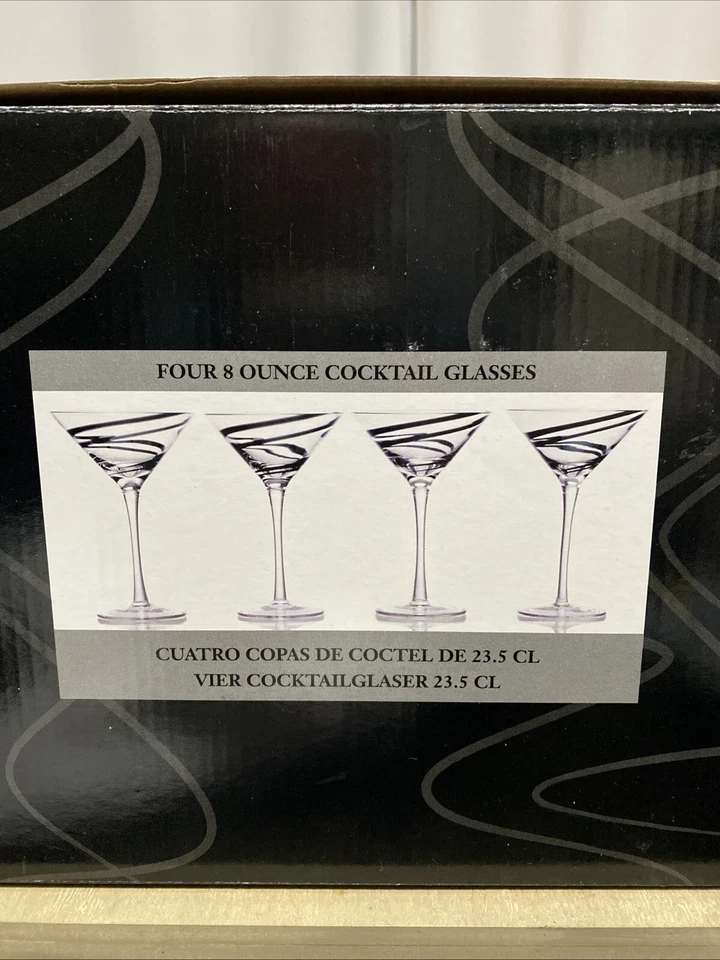 FOUR 8 OUNCE COCKTAIL GLASSES
CUATRO COPAS DE COCTEL DE 23.5 CL
VIER COCKTAILGLASER 23.5 CL